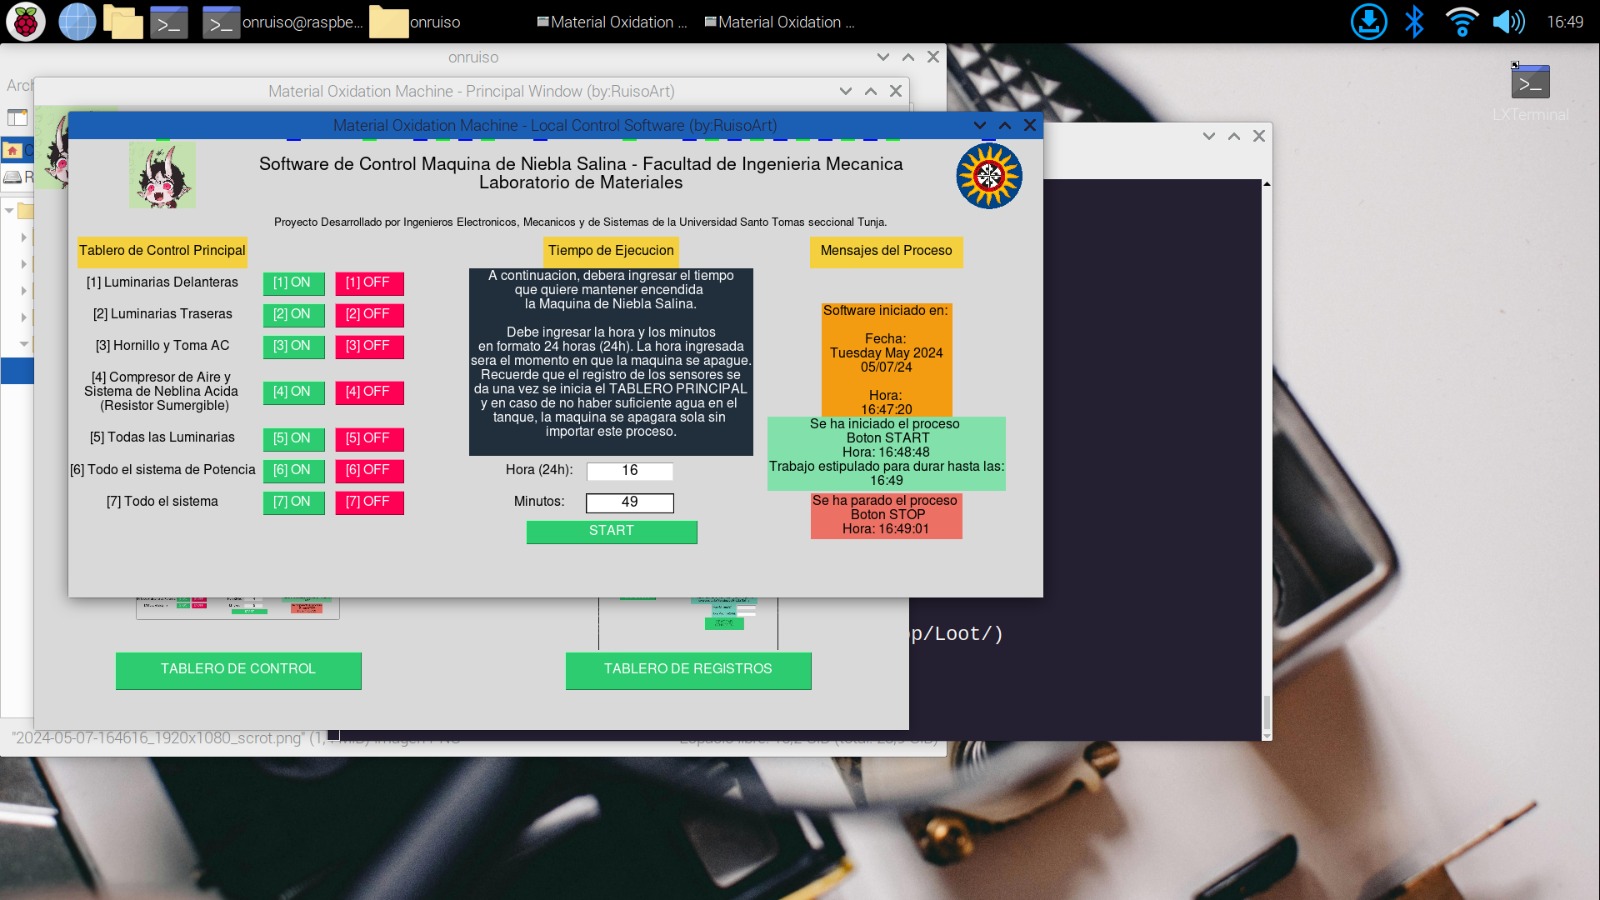 onruiso@raspbe...
onruiso
Material Oxidation ...
Material Oxidation ...
16:49
onruiso
Arch
Material Oxidation Machine - Principal Window (by:RuisoArt)
Material Oxidation Machine - Local Control Software (by:RuisoArt)
LXTerminal
Software de Control Maquina de Niebla Salina - Facultad de Ingenieria Mecanica
Laboratorio de Materiales
Proyecto Desarrollado por Ingenieros Electronicos, Mecanicos y de Sistemas de la Universidad Santo Tomas seccional Tunja.
Tablero de Control Principal
[1] Luminarias Delanteras [1] ON [1] OFF
[2] Luminarias Traseras [2] ON [2] OFF
[3] Hornillo y Toma AC [3] ON [3] OFF
[4] Compresor de Aire y
Sistema de Neblina Acida
(Resistor Sumergible)
[4] ON [4] OFF
[5] Todas las Luminarias [5] ON [5] OFF
[6] Todo el sistema de Potencia [6] ON [6] OFF
[7] Todo el sistema [7] ON [7] OFF
Tiempo de Ejecucion
A continuacion, debera ingresar el tiempo
que quiere mantener encendida
la Maquina de Niebla Salina.
Debe ingresar la hora y los minutos
en formato 24 horas (24h). La hora ingresada
sera el momento en que la maquina se apague.
Recuerde que el registro de los sensores se
da una vez se inicia el TABLERO PRINCIPAL
y en caso de no haber suficiente agua en el
tanque, la maquina se apagara sola sin
importar este proceso.
Hora (24h): 16
Minutos: 49
START
Mensajes del Proceso
Software iniciado en:
Fecha:
Tuesday May 2024
05/07/24
Hora:
16:47:20
Se ha iniciado el proceso
Boton START
Hora: 16:48:48
Trabajo estipulado para durar hasta las:
16:49
Se ha parado el proceso
Boton STOP
Hora: 16:49:01
p/Loot/)
TABLERO DE CONTROL
TABLERO DE REGISTROS
"2024-05-07-164616_1920x1080_scrot.png"